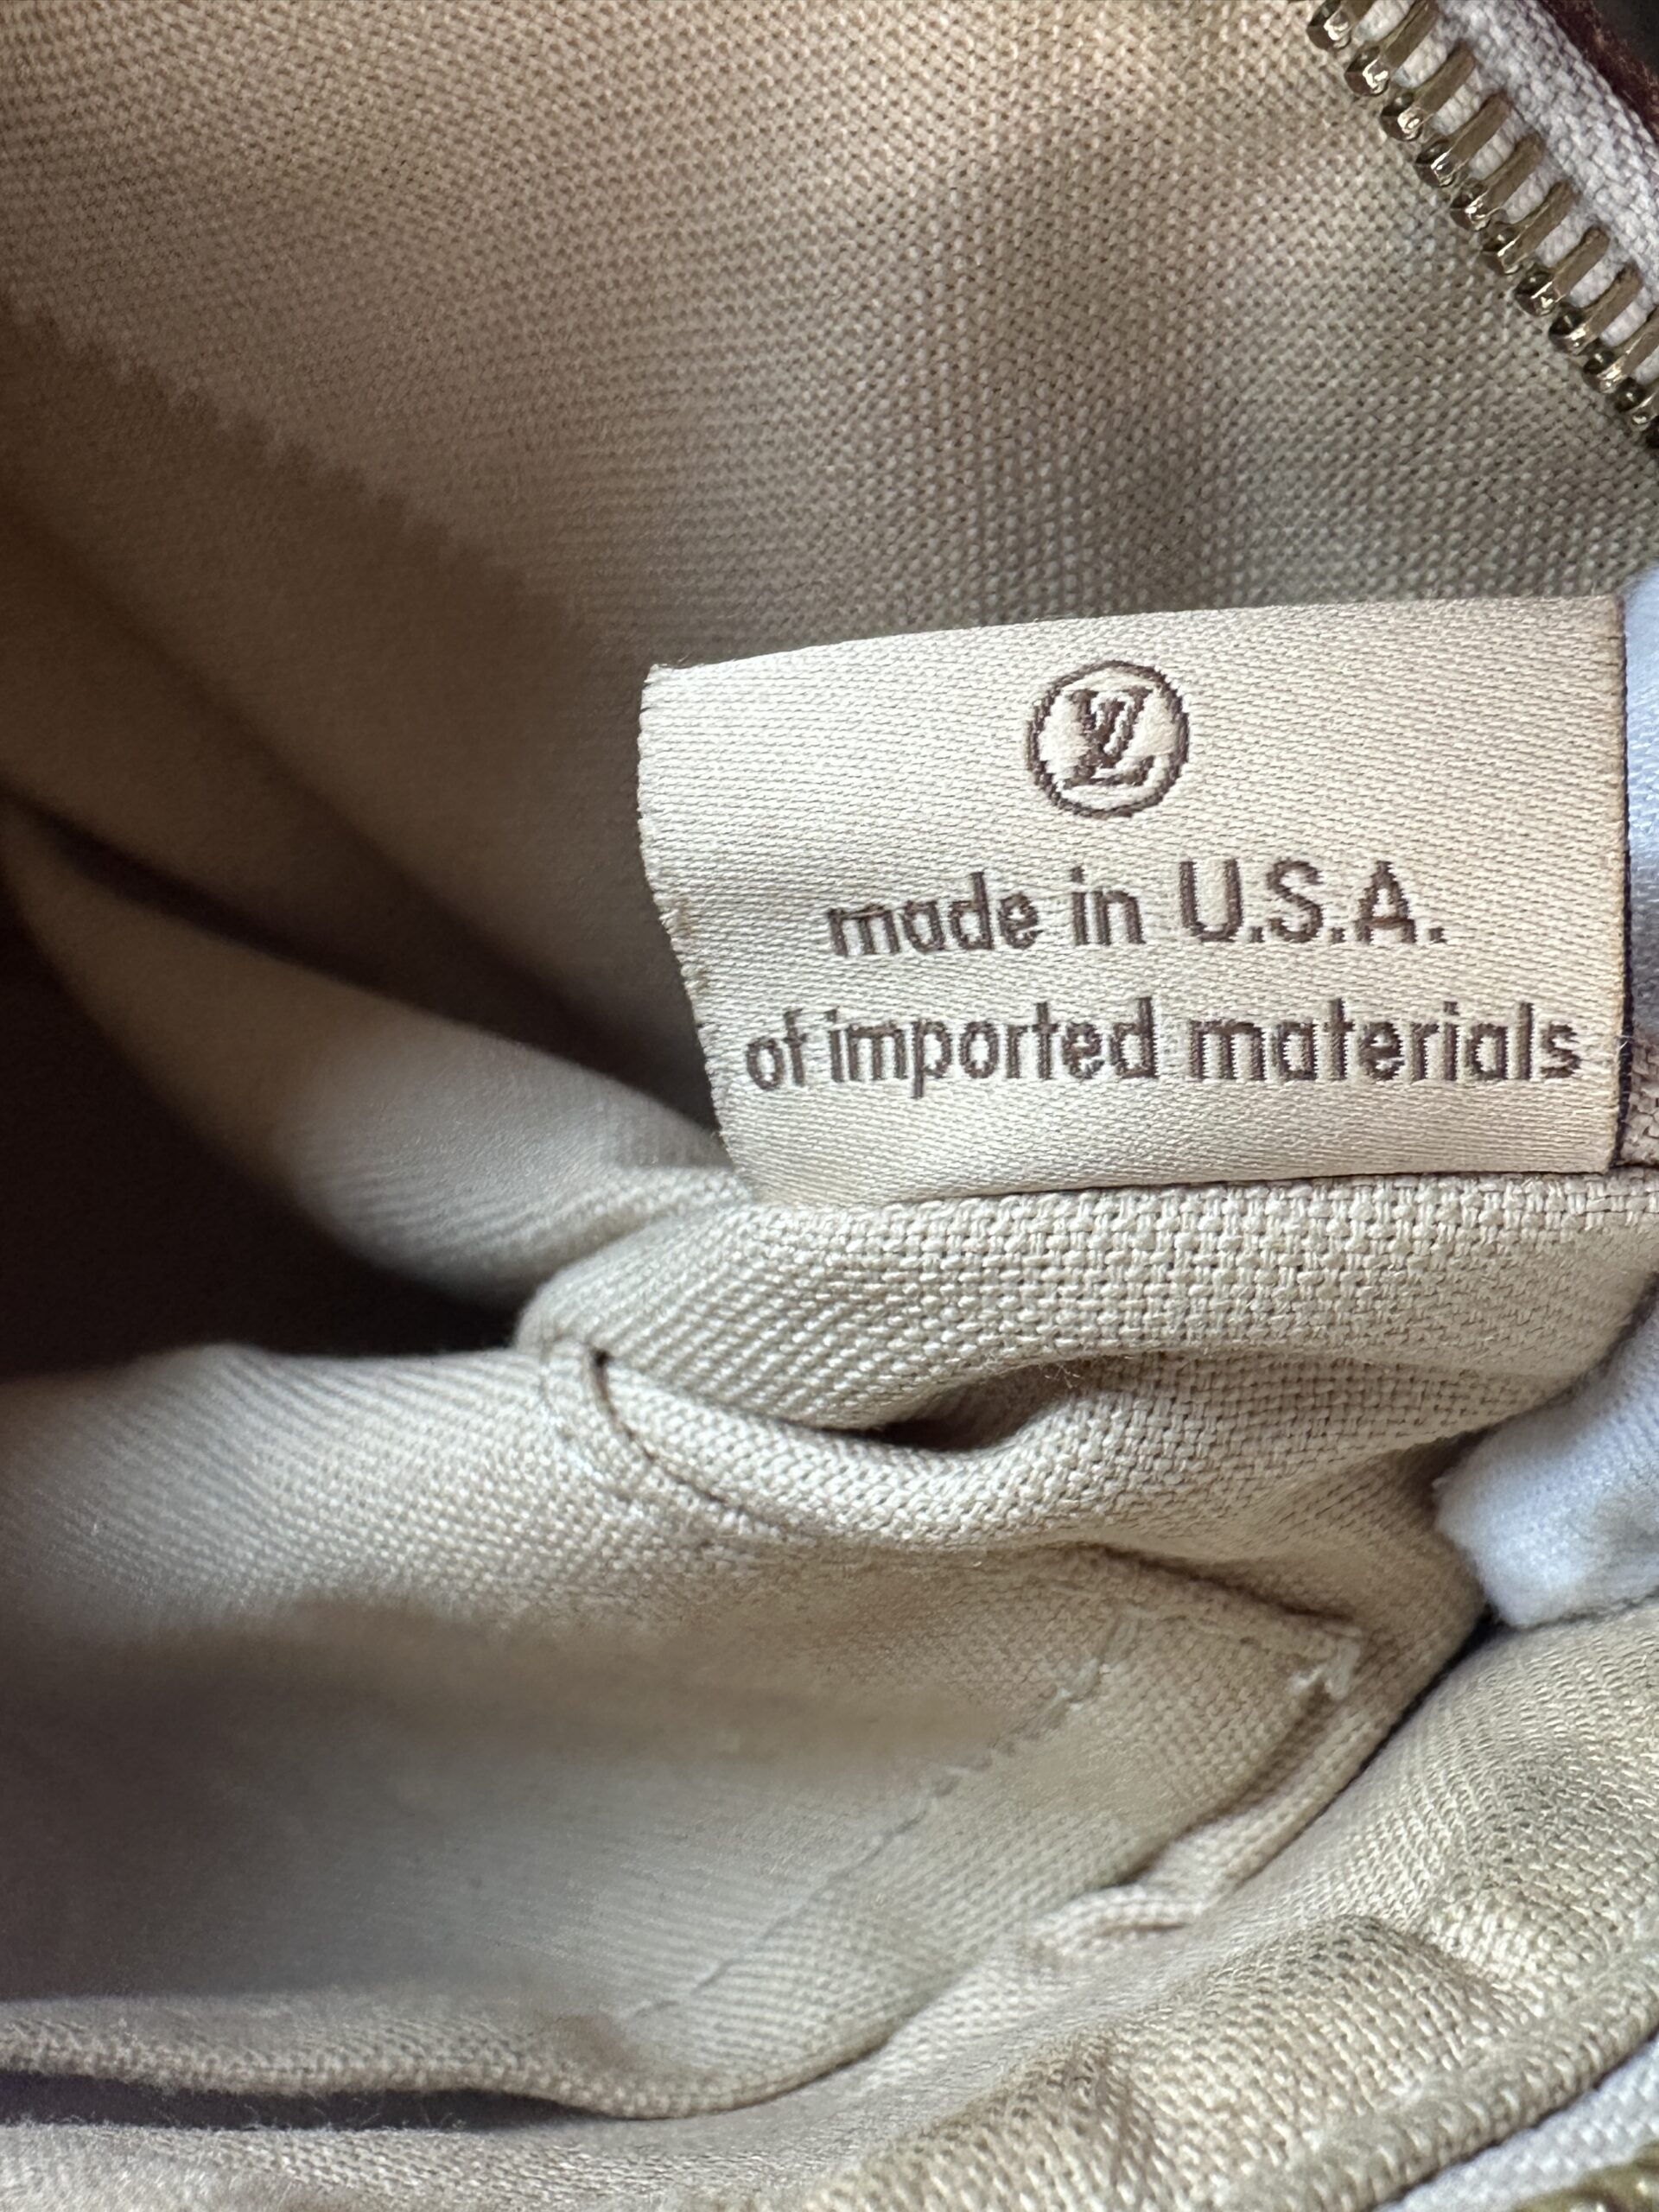 LV
made in U.S.A.
of imported materials